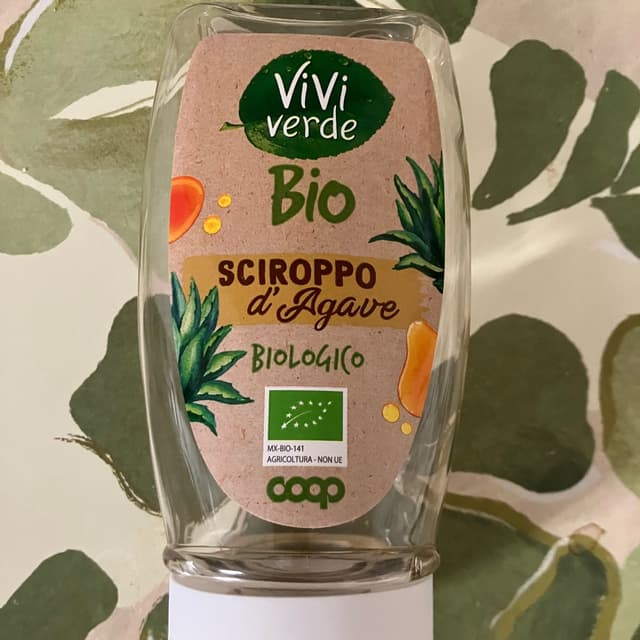 ViVi
verde
Bio
SCIROPPO
d'Agave
BIOLOGICO
MX-BIO-141
AGRICOLTURA - NON UE
coop